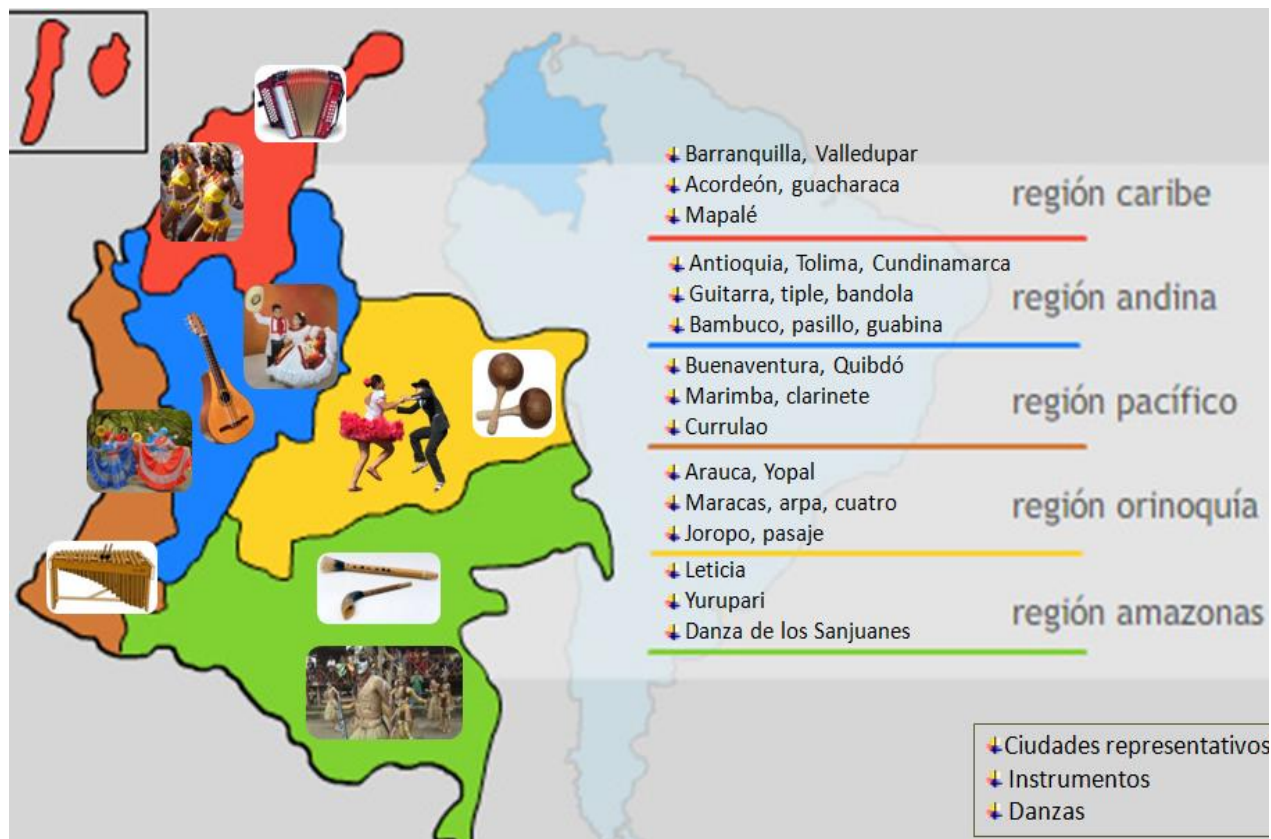 Barranquilla, Valledupar
Acordeón, guacharaca
Mapalé
región caribe
Antioquia, Tolima, Cundinamarca
Guitarra, tiple, bandola
Bambuco, pasillo, guabina
región andina
Buenaventura, Quibdó
Marimba, clarinete
Currulao
región pacífico
Arauca, Yopal
Maracas, arpa, cuatro
Joropo, pasaje
región orinoquía
Leticia
Yurupari
Danza de los Sanjuanes
región amazonas
Ciudades representativos
Instrumentos
Danzas